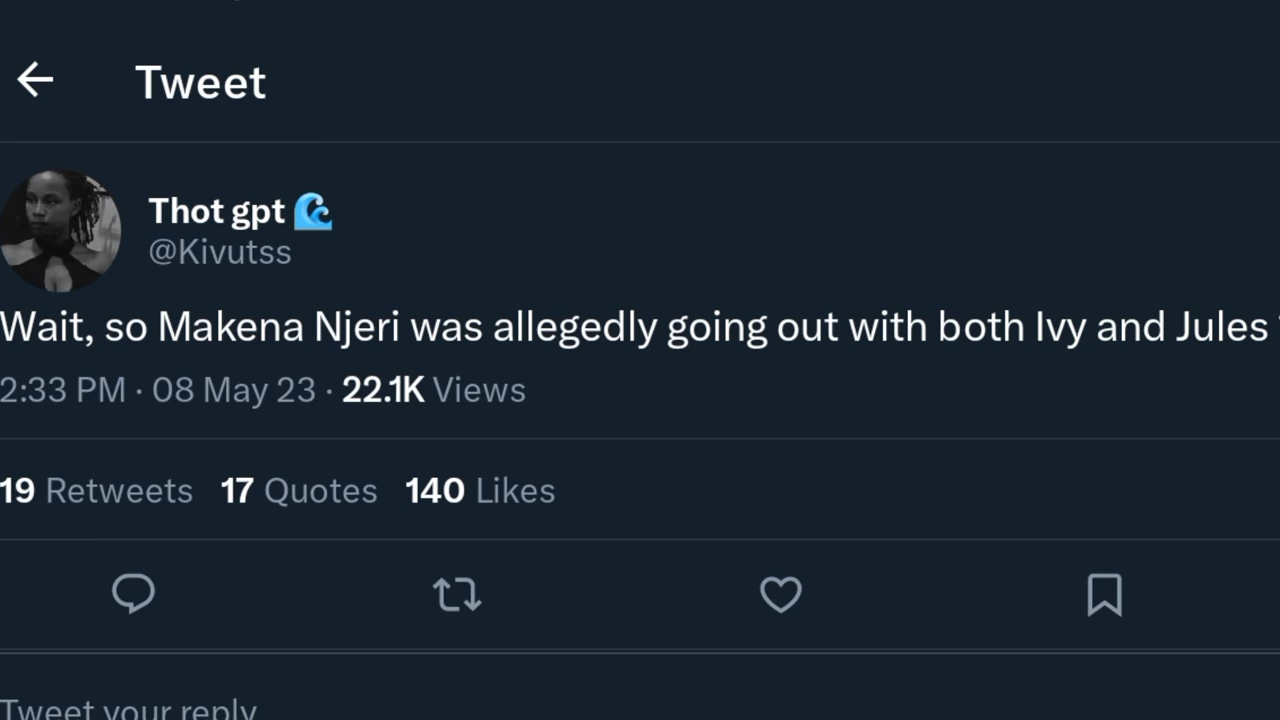 Tweet
Thot gpt 🌊
@Kivutss
Wait, so Makena Njeri was allegedly going out with both Ivy and Jules
2:33 PM · 08 May 23 · 22.1K Views
19 Retweets 17 Quotes 140 Likes
Tweet your reply